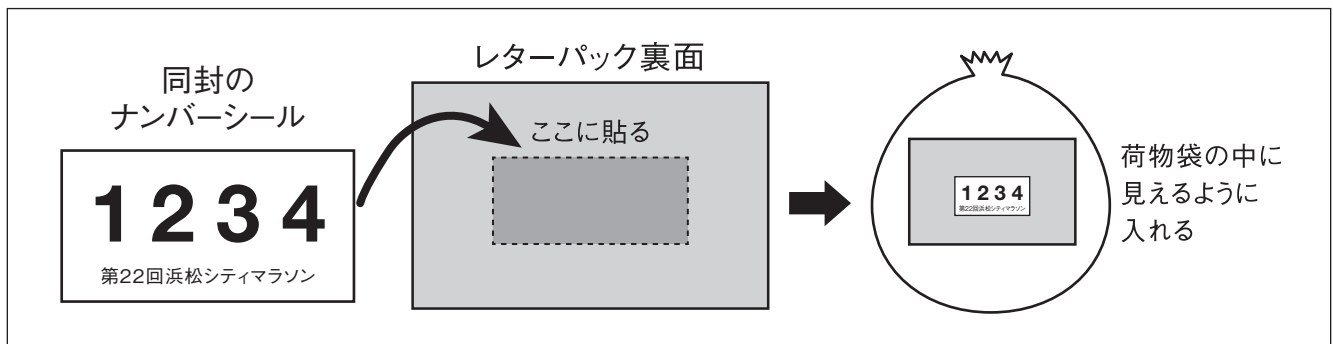 同封の
ナンバーシール
1234
第22回浜松シティマラソン
レターパック裏面
ここに貼る
1234
第22回浜松シティマラソン
荷物袋の中に
見えるように
入れる